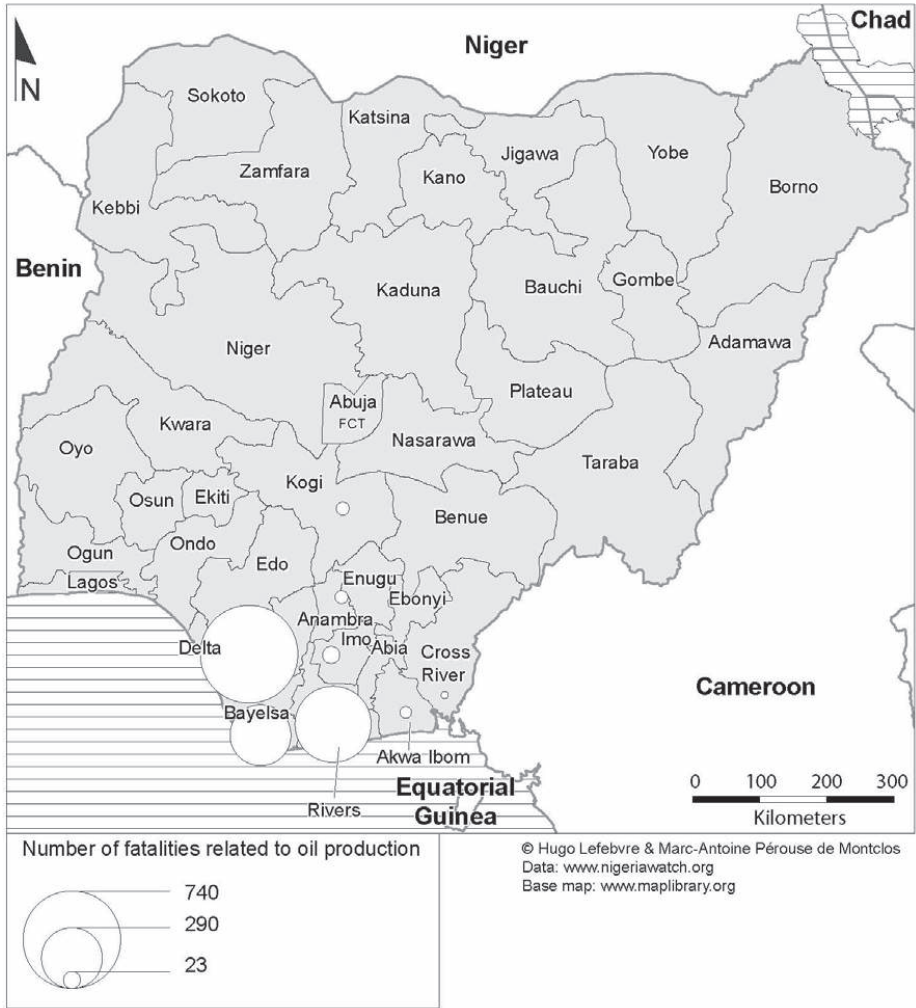 Chad
Niger
N
Sokoto
Katsina
Jigawa
Yobe
Zamfara
Kano
Borno
Kebbi
Benin
Kaduna
Bauchi
Gombe
Niger
Adamawa
Plateau
Abuja
FCT
Kwara
Nasarawa
Oyo
Taraba
Kogi
Osun
Ekiti
Benue
Ogun
Ondo
Edo
Lagos
Enugu
Ebonyi
Anambra
Delta
Imo
Abia
Cross
River
Cameroon
Bayelsa
Akwa Ibom
Equatorial
Guinea
Rivers
0 100 200 300
Kilometers
Number of fatalities related to oil production
740
290
23
© Hugo Lefebvre & Marc-Antoine Pérouse de Montclos
Data: www.nigeriawatch.org
Base map: www.maplibrary.org